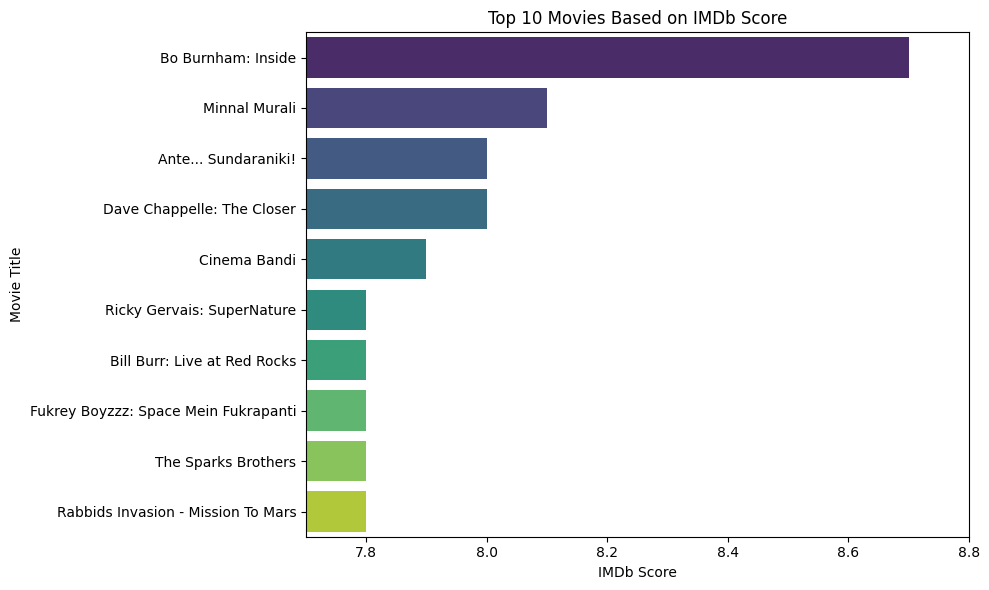 Top 10 Movies Based on IMDb Score
Movie Title
Bo Burnham: Inside
Minnal Murali
Ante... Sundaraniki!
Dave Chappelle: The Closer
Cinema Bandi
Ricky Gervais: SuperNature
Bill Burr: Live at Red Rocks
Fukrey Boyzzz: Space Mein Fukrapanti
The Sparks Brothers
Rabbids Invasion - Mission To Mars
7.8 8.0 8.2 8.4 8.6 8.8
IMDb Score